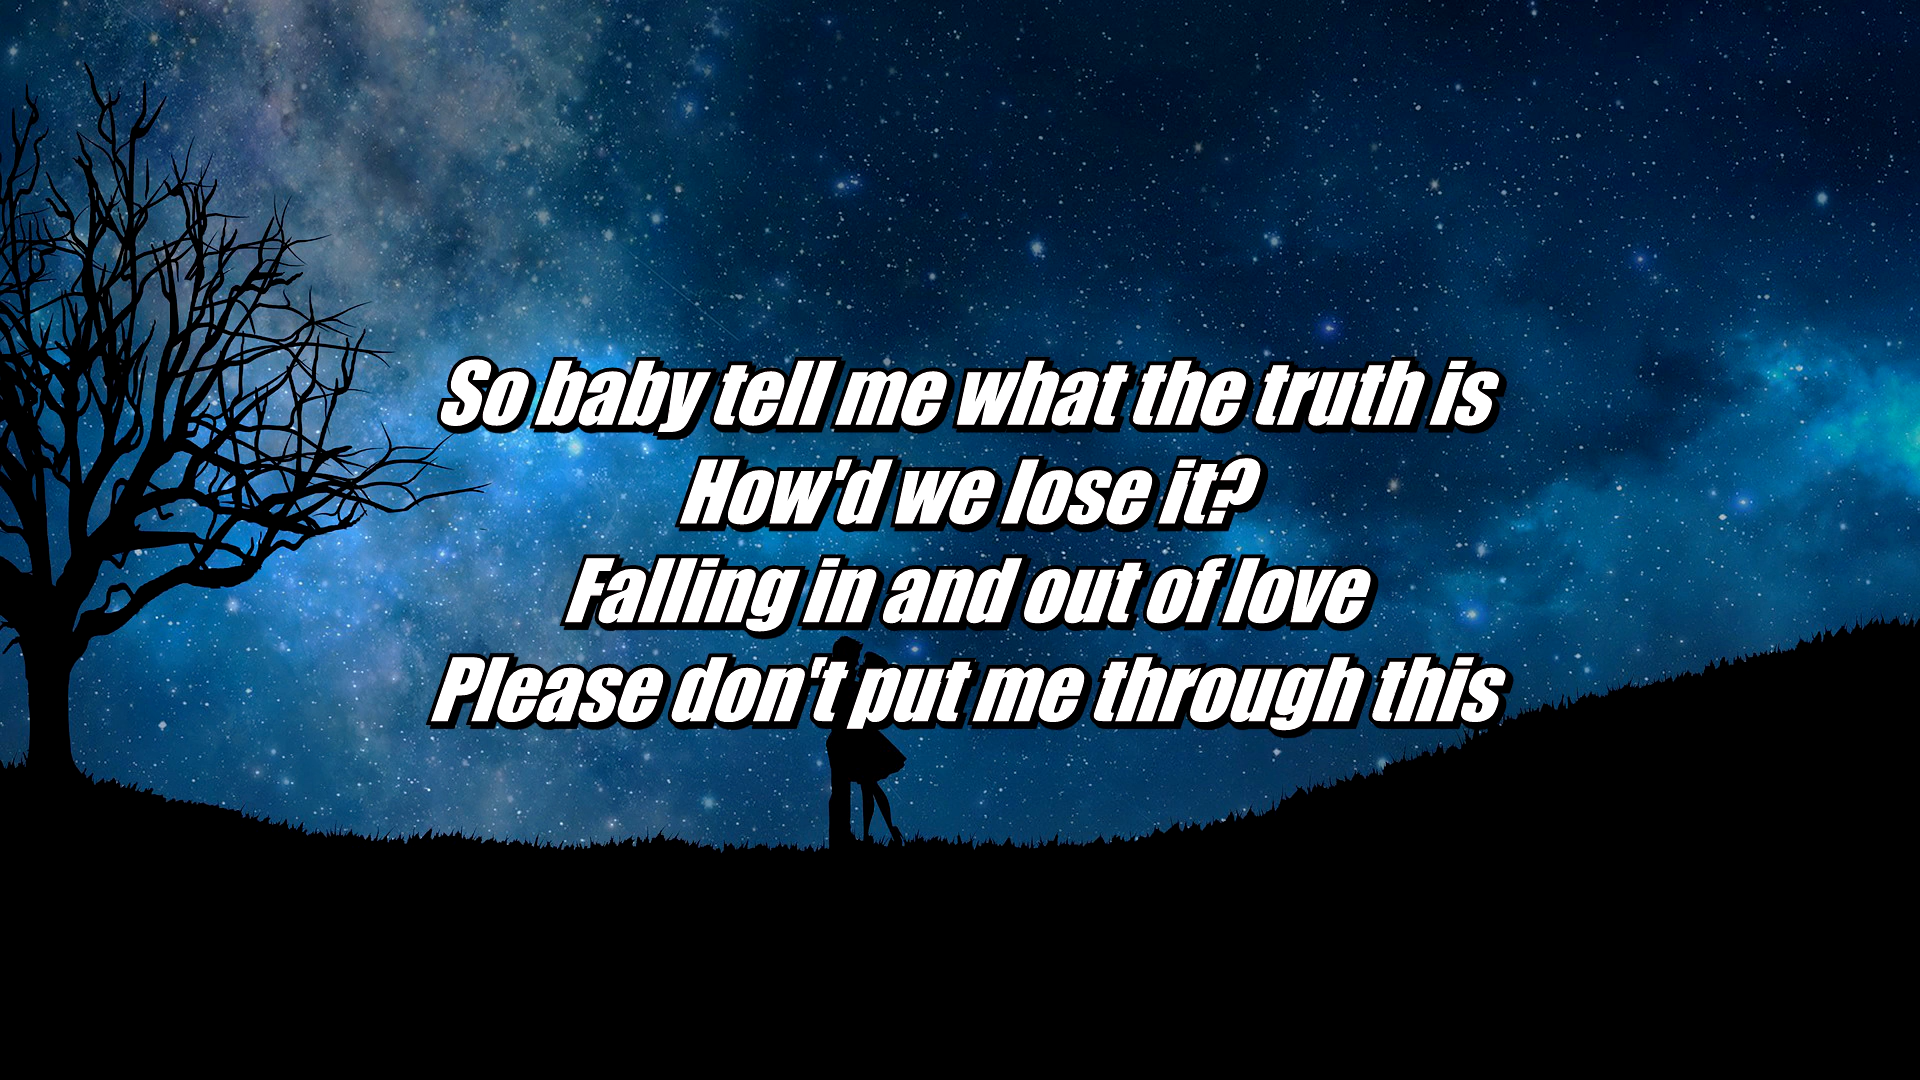 So baby tell me what the truth is
How'd we lose it?
Falling in and out of love
Please don't put me through this